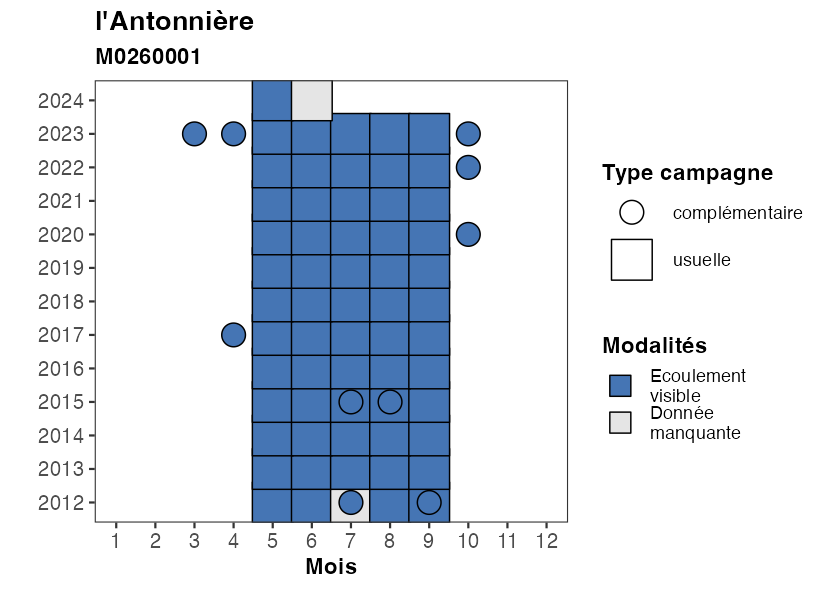 l'Antonnière
M0260001
2024
2023
2022
2021
2020
2019
2018
2017
2016
2015
2014
2013
2012
1 2 3 4 5 6 7 8 9 10 11 12
Mois
Type campagne
complémentaire
usuelle
Modalités
Ecoulement
visible
Donnée
manquante